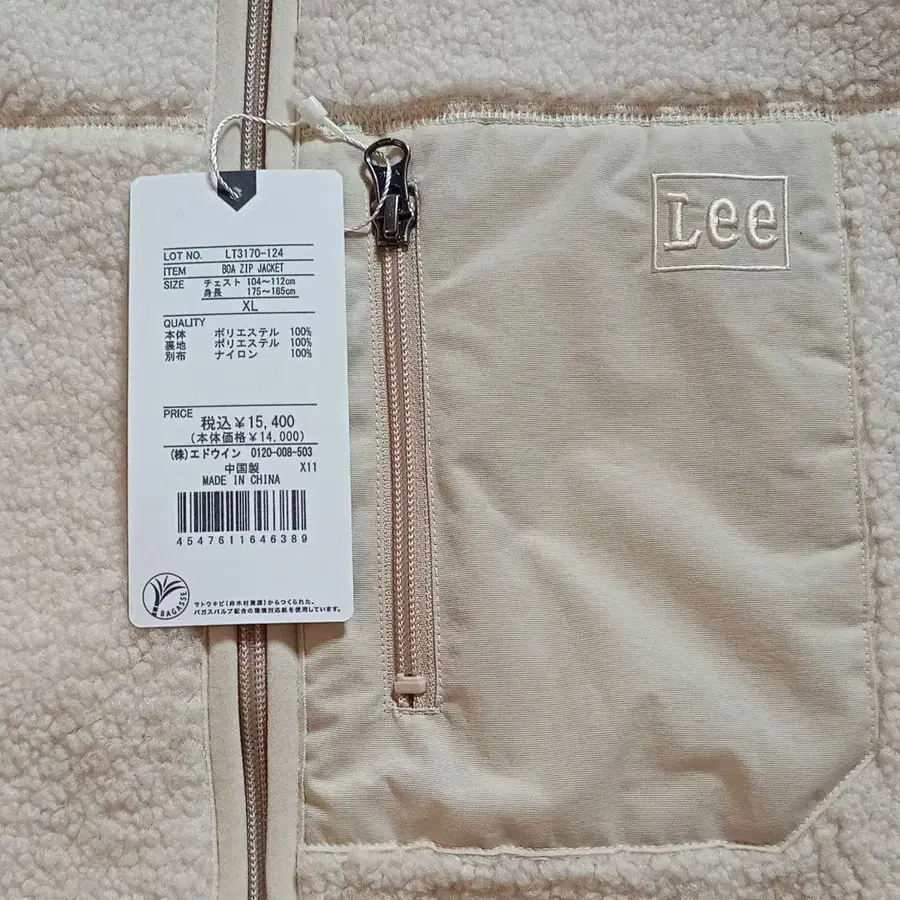 LOT NO. LT3170-124
ITEM BOA ZIP JACKET
SIZE チェスト 104~112cm
身長 175~185cm
XL
QUALITY
本体 ポリエステル 100%
裏地 ポリエステル 100%
別布 ナイロン 100%
PRICE
税込¥15,400
(本体価格¥14,000)
(株)エドウイン 0120-008-503
中国製 X11
MADE IN CHINA
4547611646389
BAGASSE
サトウキビ(非木材資源)からつくられた、
バガスパルプ配合の環境対応紙を使用しています。
Lee